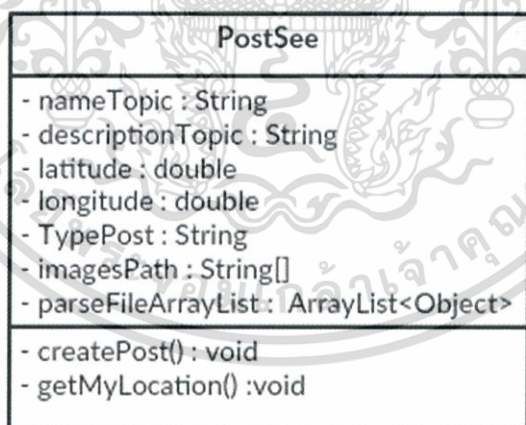 PostSee
- nameTopic : String
- descriptionTopic : String
- latitude : double
- longitude : double
- TypePost : String
- imagesPath : String[]
- parseFileArrayList : ArrayList<Object>
- createPost() : void
- getMyLocation() :void